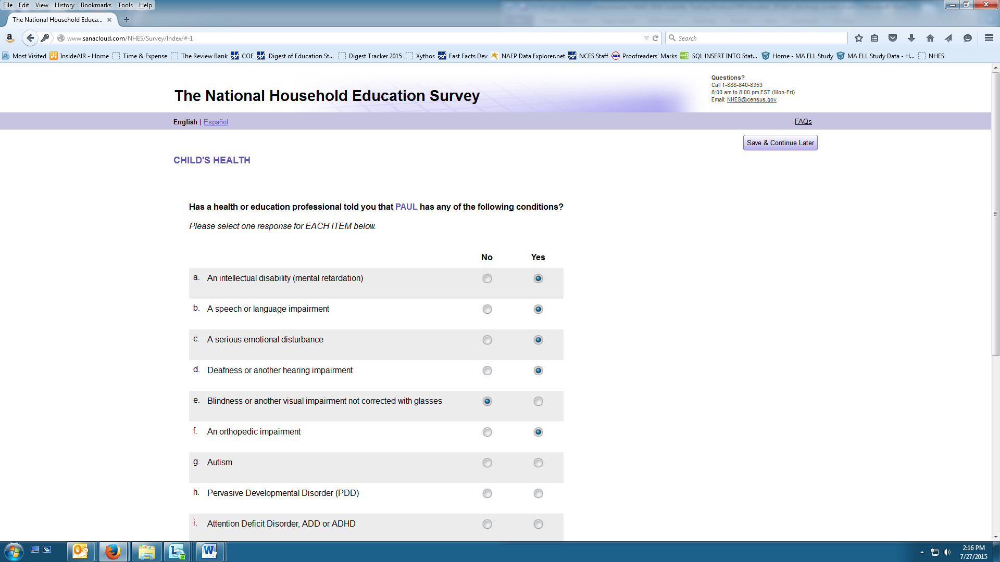 File Edit View History Bookmarks Tools Help
The National Household Educa...
www.sanacloud.com/NHES/Survey/Index/#-1
Search
Most Visited InsideAIR - Home Time & Expense The Review Bank COE Digest of Education St... Digest Tracker 2015 Xythos Fast Facts Dev NAEP Data Explorer.net NCES Staff Proofreaders' Marks SQL INSERT INTO Stat... Home - MA ELL Study MA ELL Study Data - H... NHES
The National Household Education Survey
Questions?
Call 1-888-840-8353
8:00 am to 8:00 pm EST (Mon-Fri)
Email: NHES@census.gov
English | Español
FAQs
Save & Continue Later
CHILD'S HEALTH
Has a health or education professional told you that PAUL has any of the following conditions?
Please select one response for EACH ITEM below.
No Yes
a. An intellectual disability (mental retardation)
b. A speech or language impairment
c. A serious emotional disturbance
d. Deafness or another hearing impairment
e. Blindness or another visual impairment not corrected with glasses
f. An orthopedic impairment
g. Autism
h. Pervasive Developmental Disorder (PDD)
i. Attention Deficit Disorder, ADD or ADHD
2:16 PM
7/27/2015